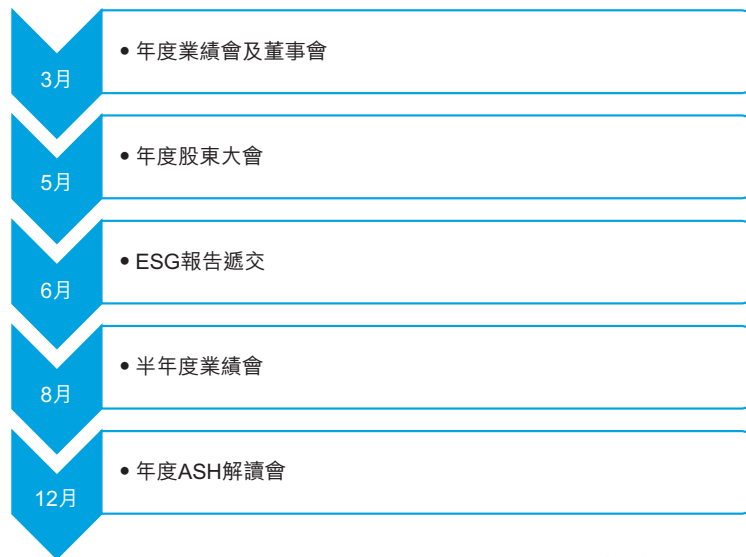 3月
• 年度業績會及董事會
5月
• 年度股東大會
6月
• ESG報告遞交
8月
• 半年度業績會
12月
• 年度ASH解讀會